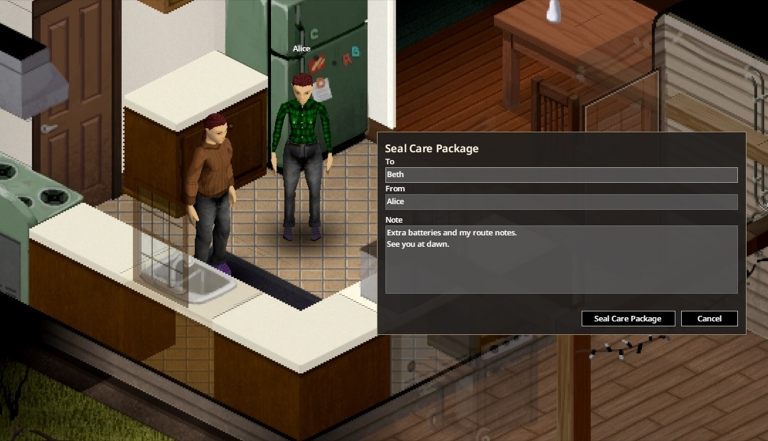 Alice
Seal Care Package
To
Beth
From
Alice
Note
Extra batteries and my route notes.
See you at dawn.
Seal Care Package
Cancel